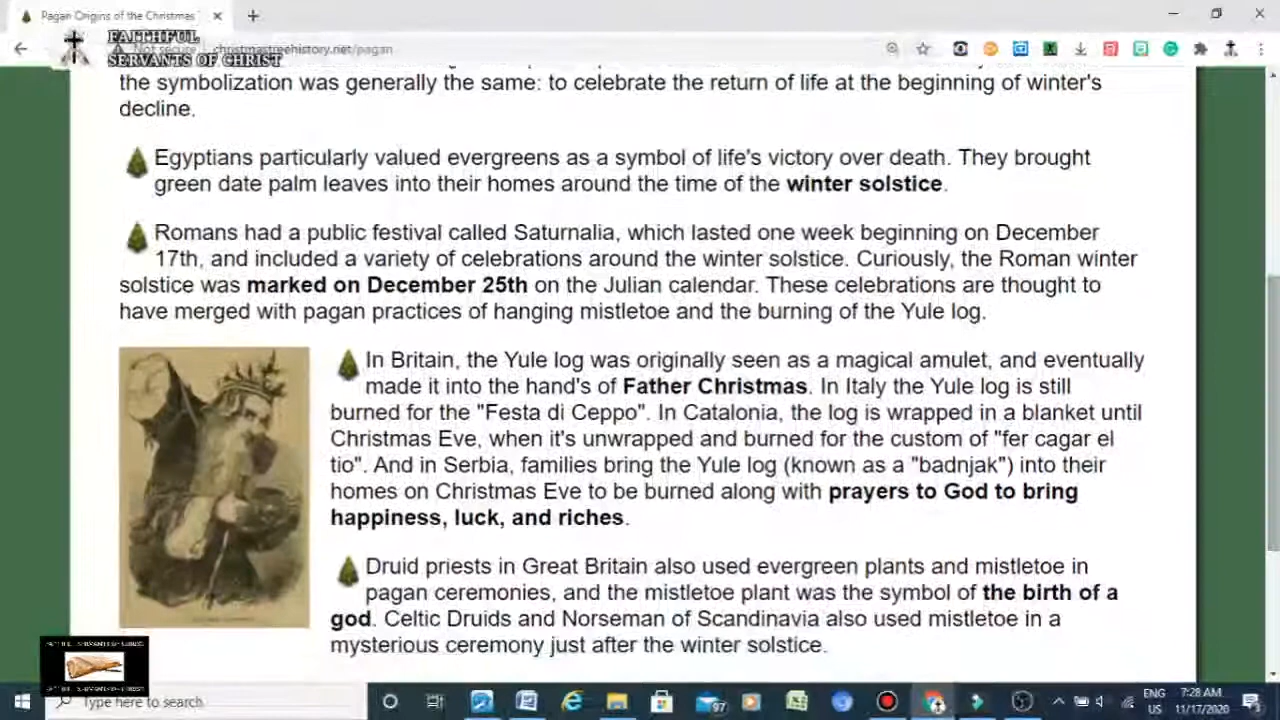 Pagan Origins of the Christmas
FAITHFUL
SERVANTS OF CHRIST
Not secure
christmastreehistory.net/pagan
the symbolization was generally the same: to celebrate the return of life at the beginning of winter's
decline.
Egyptians particularly valued evergreens as a symbol of life's victory over death. They brought
green date palm leaves into their homes around the time of the winter solstice.
Romans had a public festival called Saturnalia, which lasted one week beginning on December
17th, and included a variety of celebrations around the winter solstice. Curiously, the Roman winter
solstice was marked on December 25th on the Julian calendar. These celebrations are thought to
have merged with pagan practices of hanging mistletoe and the burning of the Yule log.
In Britain, the Yule log was originally seen as a magical amulet, and eventually
made it into the hand's of Father Christmas. In Italy the Yule log is still
burned for the "Festa di Ceppo". In Catalonia, the log is wrapped in a blanket until
Christmas Eve, when it's unwrapped and burned for the custom of "fer cagar el
tio". And in Serbia, families bring the Yule log (known as a "badnjak") into their
homes on Christmas Eve to be burned along with prayers to God to bring
happiness, luck, and riches.
Druid priests in Great Britain also used evergreen plants and mistletoe in
pagan ceremonies, and the mistletoe plant was the symbol of the birth of a
god. Celtic Druids and Norseman of Scandinavia also used mistletoe in a
mysterious ceremony just after the winter solstice.
Type here to search
97
ENG
US
7:28 AM
11/17/2020
3